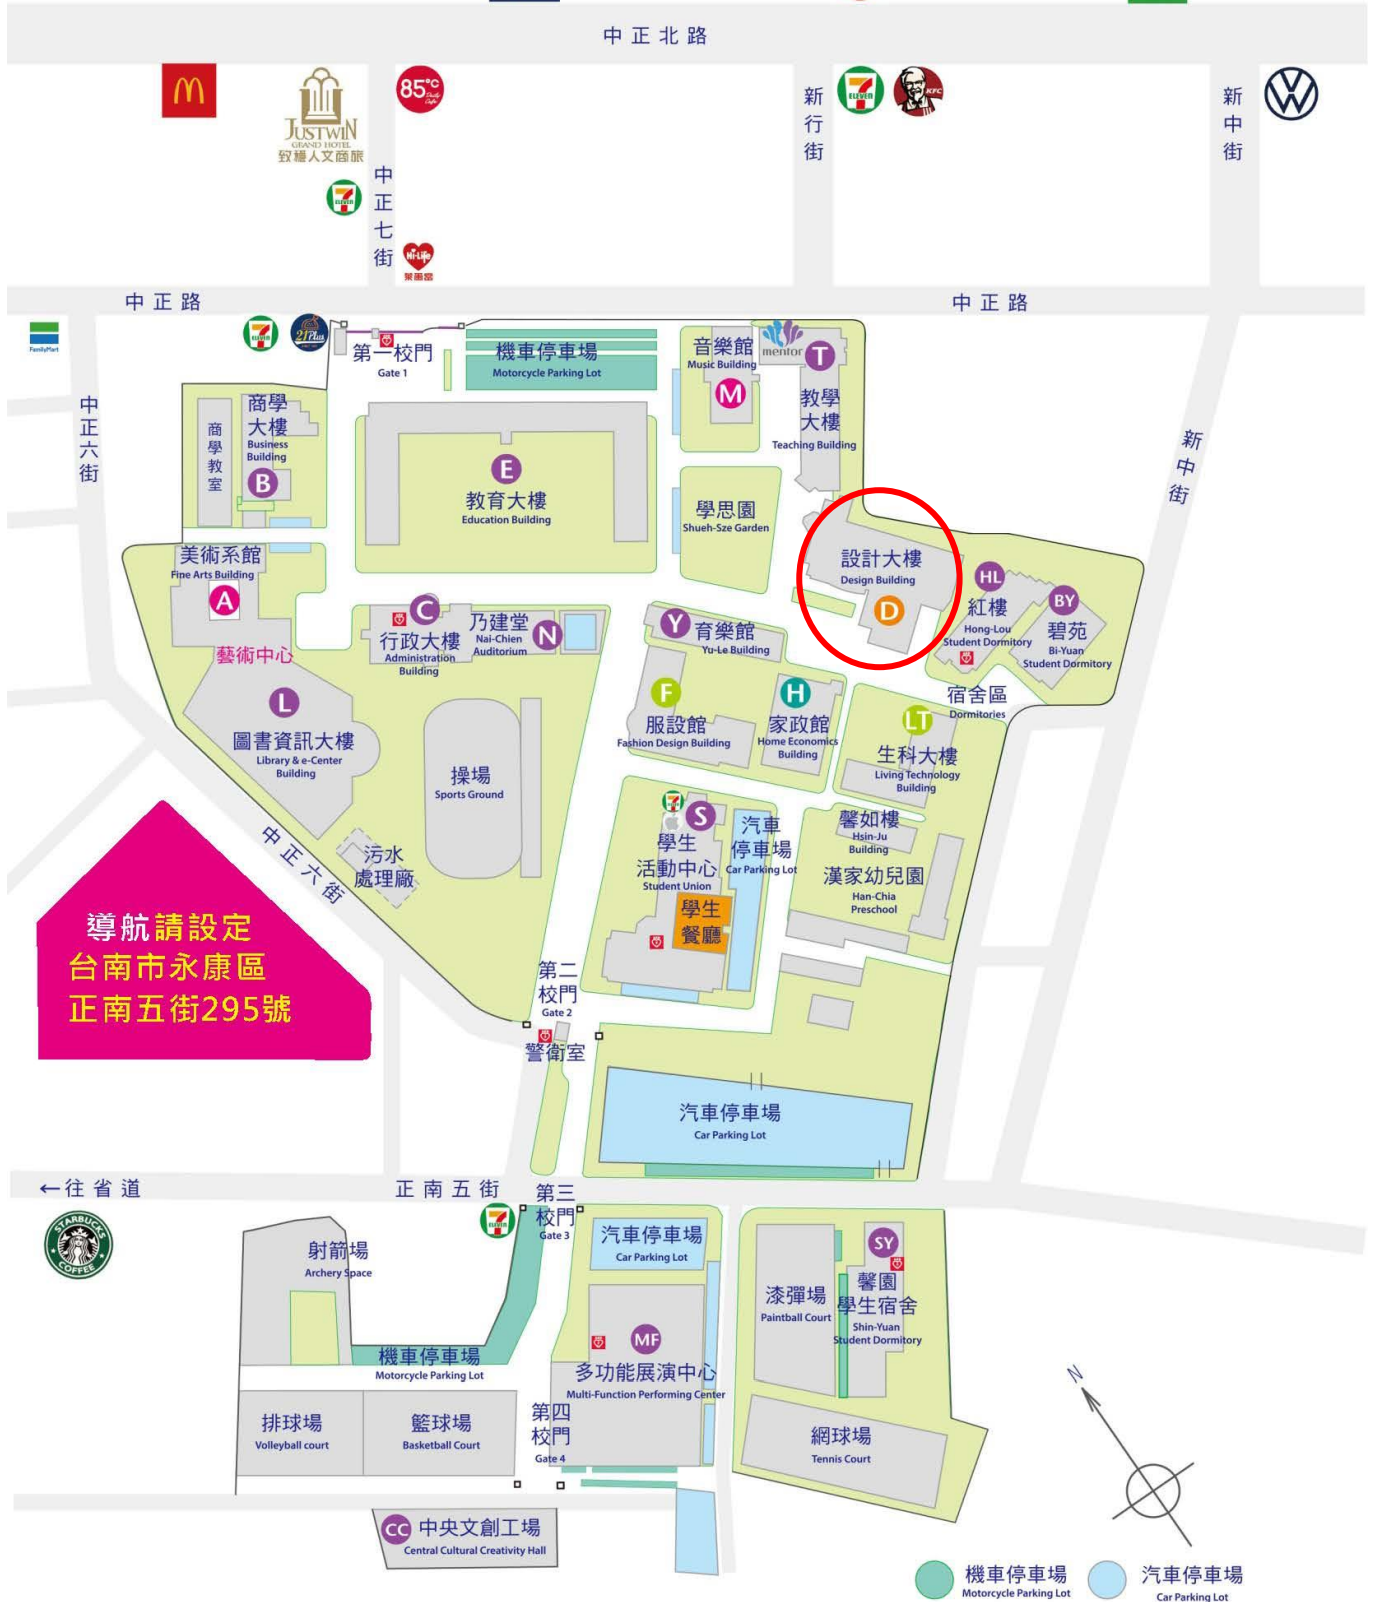 中正北路
M
85°C
Daily
Cafe
JUSTWIN
GRAND HOTEL
致穩人文商旅
中正七街
7
ELEVEN
Hi-Life
萊爾富
新行街
7
ELEVEN
KFC
新中街
中正路
中正路
FamilyMart
7
ELEVEN
21Plus
第一校門
Gate 1
機車停車場
Motorcycle Parking Lot
音樂館
Music Building
M
mentor
T
教學
大樓
Teaching Building
中正六街
商學
大樓
Business
Building
B
商學教室
E
教育大樓
Education Building
學思園
Shueh-Sze Garden
新中街
設計大樓
Design Building
D
美術系館
Fine Arts Building
A
藝術中心
C
行政大樓
Administration
Building
乃建堂
Nai-Chien
Auditorium
N
Y
育樂館
Yu-Le Building
HL
紅樓
Hong-Lou
Student Dormitory
BY
碧苑
Bi-Yuan
Student Dormitory
宿舍區
Dormitories
L
圖書資訊大樓
Library & e-Center
Building
F
服設館
Fashion Design Building
H
家政館
Home Economics
Building
LT
生科大樓
Living Technology
Building
操場
Sports Ground
7
ELEVEN
S
學生
活動中心
Student Union
汽車
停車場
Car Parking Lot
馨如樓
Hsin-Ju
Building
漢家幼兒園
Han-Chia
Preschool
中正六街
污水
處理廠
學生
餐廳
導航請設定
台南市永康區
正南五街295號
第二
校門
Gate 2
警衛室
汽車停車場
Car Parking Lot
←往省道
正南五街
STARBUCKS
COFFEE
7
ELEVEN
第三
校門
Gate 3
汽車停車場
Car Parking Lot
射箭場
Archery Space
漆彈場
Paintball Court
SY
馨園
學生宿舍
Shin-Yuan
Student Dormitory
機車停車場
Motorcycle Parking Lot
MF
多功能展演中心
Multi-Function Performing Center
排球場
Volleyball court
籃球場
Basketball Court
第四
校門
Gate 4
網球場
Tennis Court
N
CC
中央文創工場
Central Cultural Creativity Hall
機車停車場
Motorcycle Parking Lot
汽車停車場
Car Parking Lot